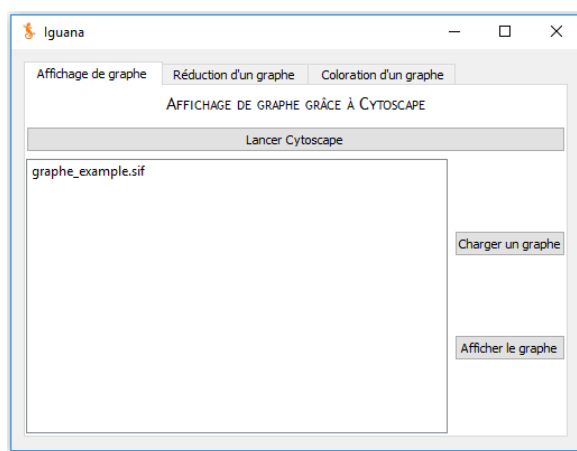 Iguana
Affichage de graphe Réduction d'un graphe Coloration d'un graphe
Affichage de graphe grâce à Cytoscape
Lancer Cytoscape
graphe_example.sif
Charger un graphe
Afficher le graphe